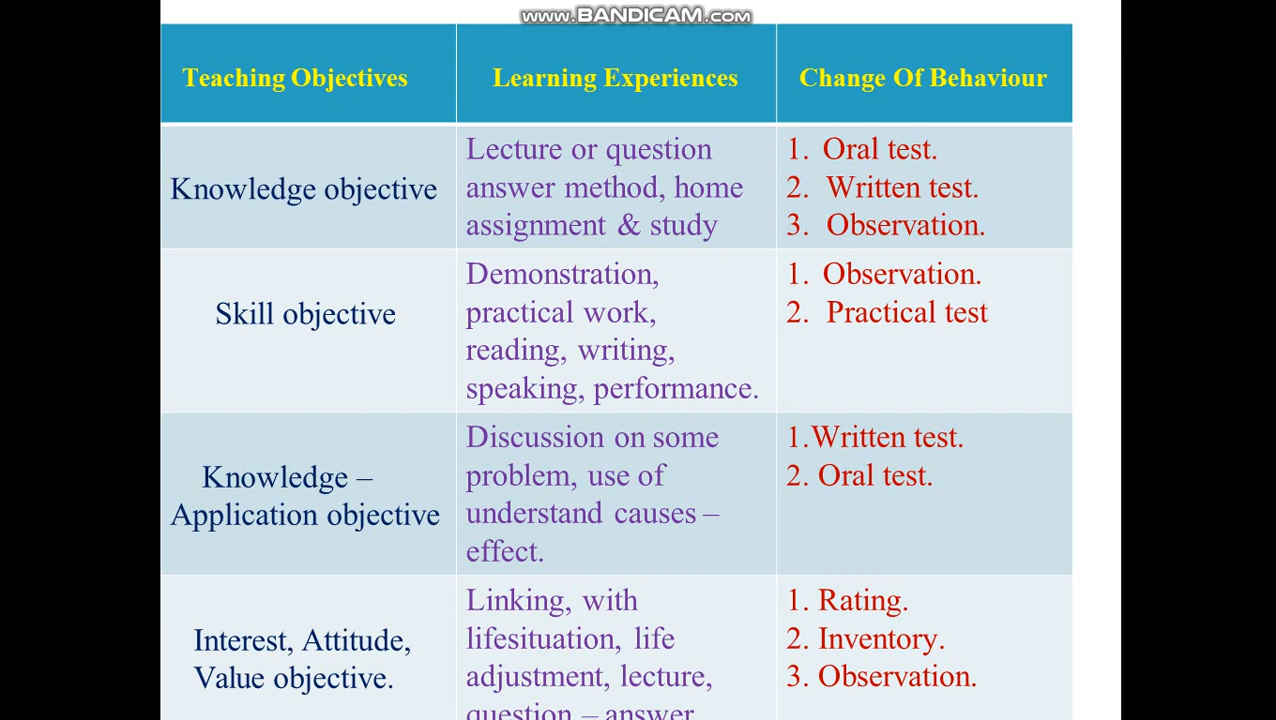 www.BANDICAM.com
Teaching Objectives
Learning Experiences
Change Of Behaviour
Knowledge objective
Lecture or question
answer method, home
assignment & study
1. Oral test.
2. Written test.
3. Observation.
Skill objective
Demonstration,
practical work,
reading, writing,
speaking, performance.
1. Observation.
2. Practical test
Knowledge –
Application objective
Discussion on some
problem, use of
understand causes –
effect.
1.Written test.
2. Oral test.
Interest, Attitude,
Value objective.
Linking, with
lifesituation, life
adjustment, lecture,
question – answer
1. Rating.
2. Inventory.
3. Observation.